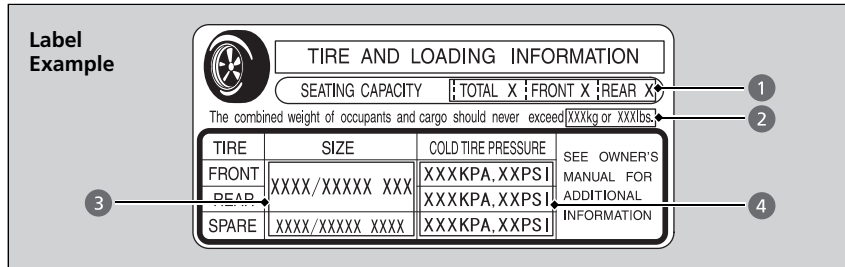 Label
Example
TIRE AND LOADING INFORMATION
SEATING CAPACITY TOTAL X FRONT X REAR X
1
The combined weight of occupants and cargo should never exceed XXXkg or XXXlbs.
2
TIRE SIZE COLD TIRE PRESSURE SEE OWNER'S MANUAL FOR ADDITIONAL INFORMATION
FRONT XXXX/XXXXX XXX XXXKPA,XXPSI
REAR XXXKPA,XXPSI
3
4
SPARE XXXX/XXXXX XXXX XXXKPA,XXPSI